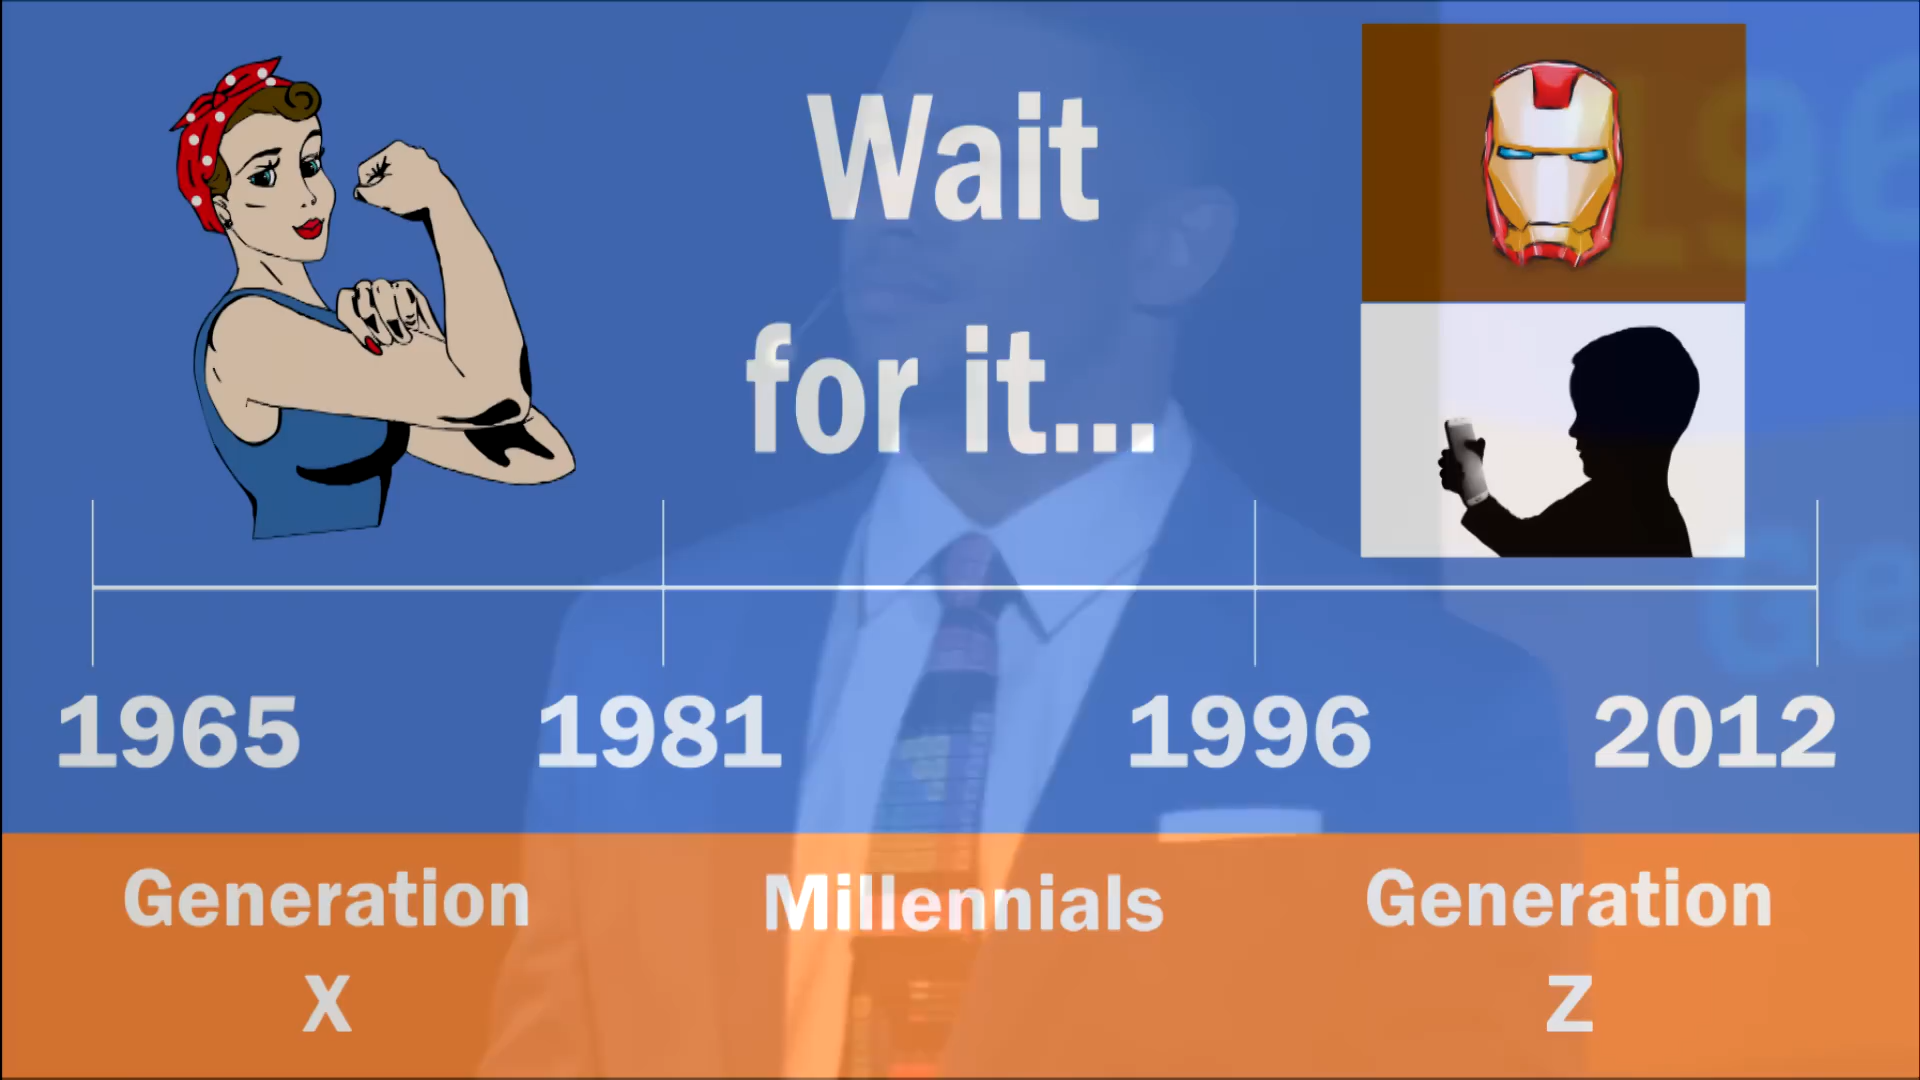 Wait
for it...
1965 1981 1996 2012
Generation Millennials Generation
X Z